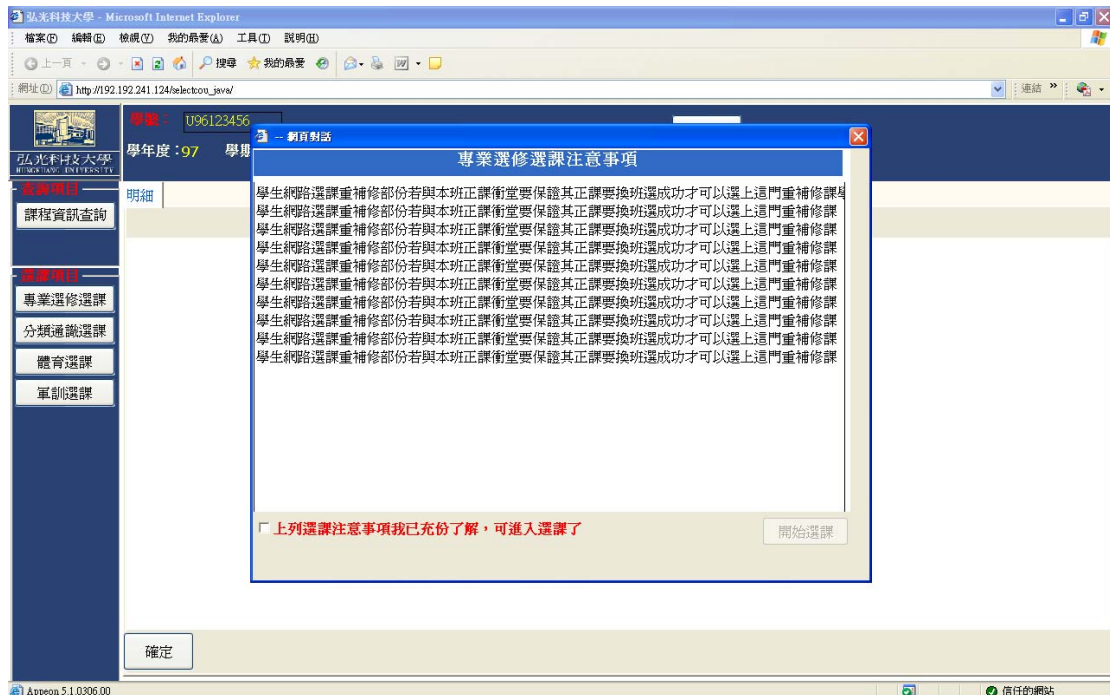 弘光科技大學 - Microsoft Internet Explorer
檔案(F) 編輯(E) 檢視(V) 我的最愛(A) 工具(T) 說明(H)
上一頁 搜尋 我的最愛
網址(D) http://192.192.241.124/selectcou_java/ 連結 »
學號： U96123456
學年度：97 學期
弘光科技大學
HUNGKUANG UNIVERSITY
查詢項目
課程資訊查詢
選課項目
專業選修選課
分類通識選課
體育選課
軍訓選課
明細
-- 網頁對話
專業選修選課注意事項
學生網路選課重補修部份若與本班正課衝堂要保證其正課要換班選成功才可以選上這門重補修課學
學生網路選課重補修部份若與本班正課衝堂要保證其正課要換班選成功才可以選上這門重補修課
學生網路選課重補修部份若與本班正課衝堂要保證其正課要換班選成功才可以選上這門重補修課
學生網路選課重補修部份若與本班正課衝堂要保證其正課要換班選成功才可以選上這門重補修課
學生網路選課重補修部份若與本班正課衝堂要保證其正課要換班選成功才可以選上這門重補修課
學生網路選課重補修部份若與本班正課衝堂要保證其正課要換班選成功才可以選上這門重補修課
學生網路選課重補修部份若與本班正課衝堂要保證其正課要換班選成功才可以選上這門重補修課
學生網路選課重補修部份若與本班正課衝堂要保證其正課要換班選成功才可以選上這門重補修課
學生網路選課重補修部份若與本班正課衝堂要保證其正課要換班選成功才可以選上這門重補修課
學生網路選課重補修部份若與本班正課衝堂要保證其正課要換班選成功才可以選上這門重補修課
上列選課注意事項我已充份了解，可進入選課了
開始選課
確定
Appeon 5.1.0306.00 信任的網站